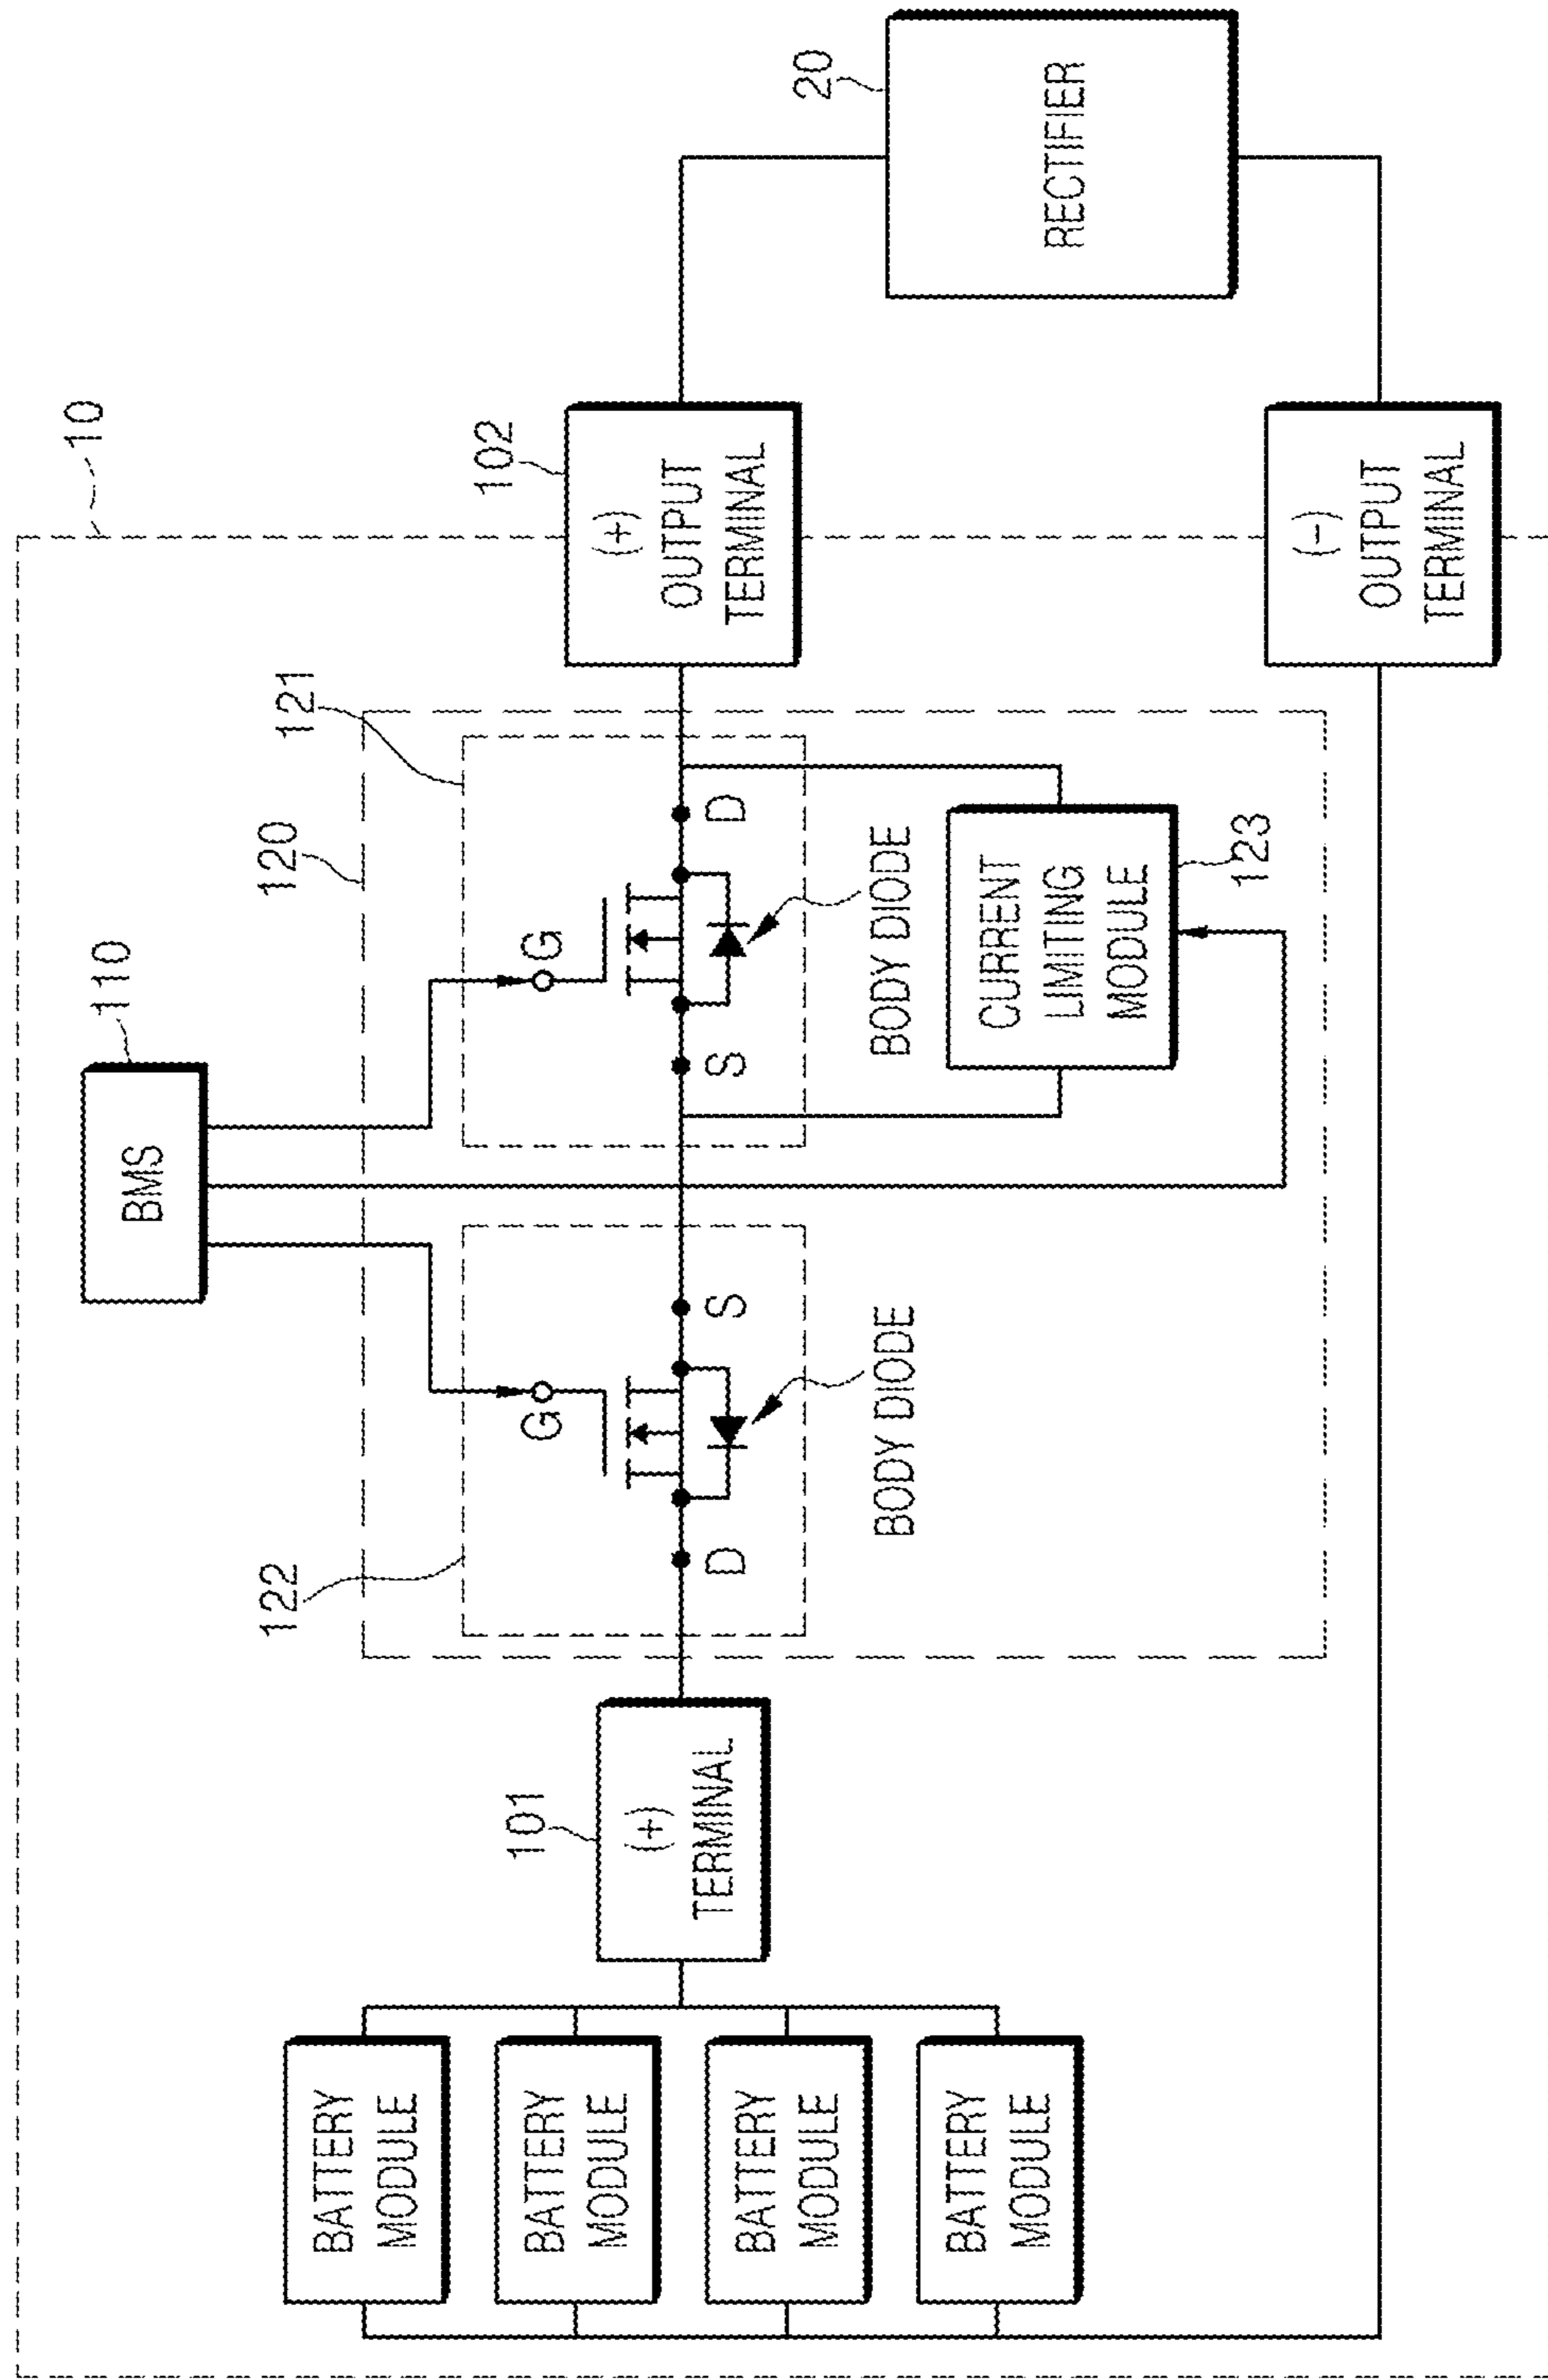 10
BMS
110
120
121
122
G
G
D
S
S
D
BODY DIODE
BODY DIODE
CURRENT
LIMITING
MODULE
123
BATTERY
MODULE
BATTERY
MODULE
BATTERY
MODULE
BATTERY
MODULE
101
(+)
TERMINAL
102
(+)
OUTPUT
TERMINAL
(-)
OUTPUT
TERMINAL
20
RECTIFIER